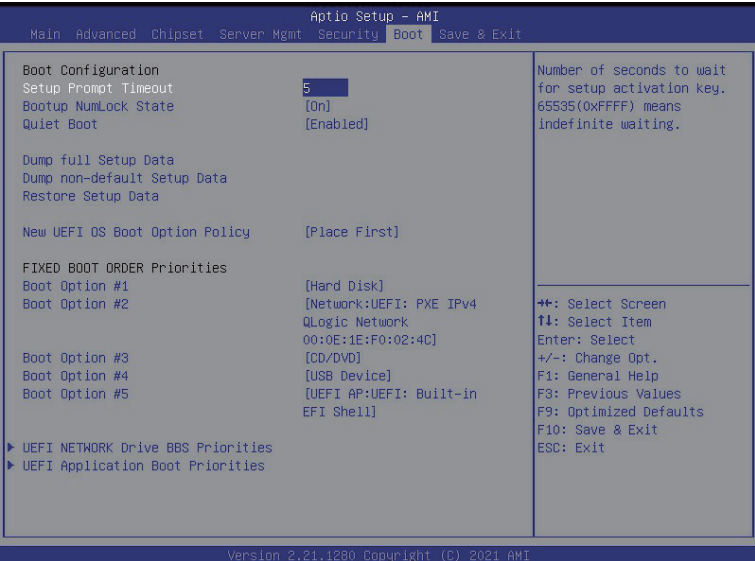 Aptio Setup - AMI
Main Advanced Chipset Server Mgmt Security Boot Save & Exit
Boot Configuration
Setup Prompt Timeout 5
Bootup NumLock State [On]
Quiet Boot [Enabled]
Dump full Setup Data
Dump non-default Setup Data
Restore Setup Data
New UEFI OS Boot Option Policy [Place First]
FIXED BOOT ORDER Priorities
Boot Option #1 [Hard Disk]
Boot Option #2 [Network:UEFI: PXE IPv4
QLogic Network
00:0E:1E:F0:02:4C]
Boot Option #3 [CD/DVD]
Boot Option #4 [USB Device]
Boot Option #5 [UEFI AP:UEFI: Built-in
EFI Shell]
UEFI NETWORK Drive BBS Priorities
UEFI Application Boot Priorities
Number of seconds to wait
for setup activation key.
65535(0xFFFF) means
indefinite waiting.
→←: Select Screen
↑↓: Select Item
Enter: Select
+/-: Change Opt.
F1: General Help
F3: Previous Values
F9: Optimized Defaults
F10: Save & Exit
ESC: Exit
Version 2.21.1280 Copyright (C) 2021 AMI